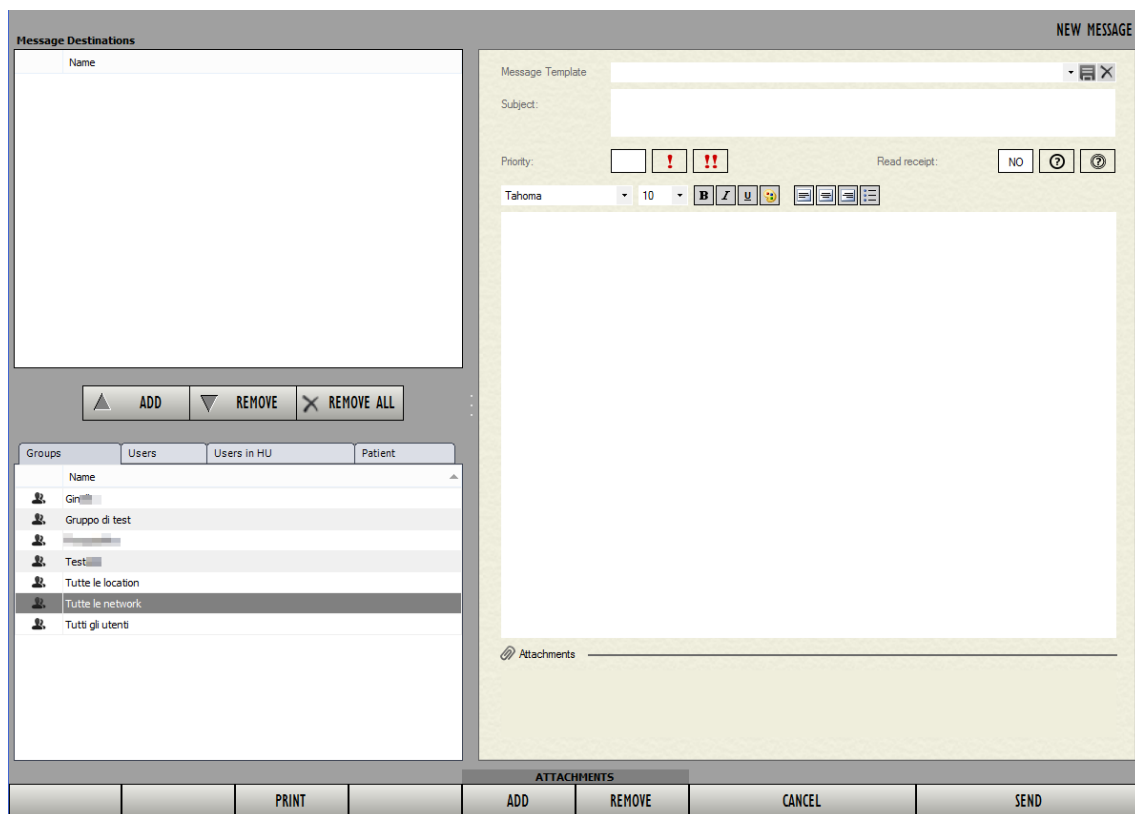 NEW MESSAGE
Message Destinations
Name
ADD
REMOVE
REMOVE ALL
Groups
Users
Users in HU
Patient
Name
Gruppo di test
Test
Tutte le location
Tutte le network
Tutti gli utenti
Message Template
Subject:
Priority:
! !!
Read receipt:
NO ? ?
Tahoma
10
B I U
Attachments
ATTACHMENTS
PRINT
ADD
REMOVE
CANCEL
SEND